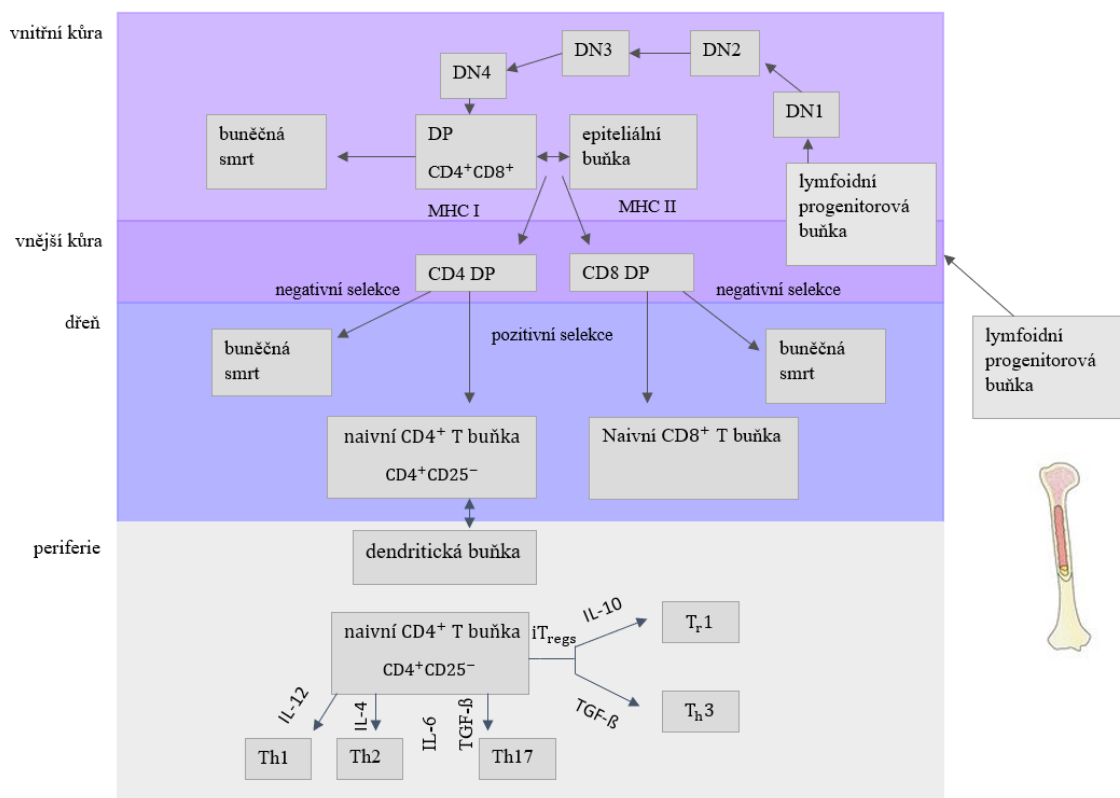 vnitřní kůra
DN3
DN2
DN4
DN1
buněčná
smrt
DP
CD4⁺CD8⁺
epiteliální
buňka
lymfoidní
progenitorová
buňka
MHC I
MHC II
vnější kůra
CD4 DP
CD8 DP
negativní selekce
negativní selekce
dřeň
pozitivní selekce
buněčná
smrt
buněčná
smrt
lymfoidní
progenitorová
buňka
naivní CD4⁺ T buňka
CD4⁺CD25⁻
Naivní CD8⁺ T buňka
periferie
dendritická buňka
naivní CD4⁺ T buňka
CD4⁺CD25⁻
iTregs
IL-10
Tr1
TGF-ß
Th3
IL-12
IL-4
IL-6
TGF-ß
Th1
Th2
Th17